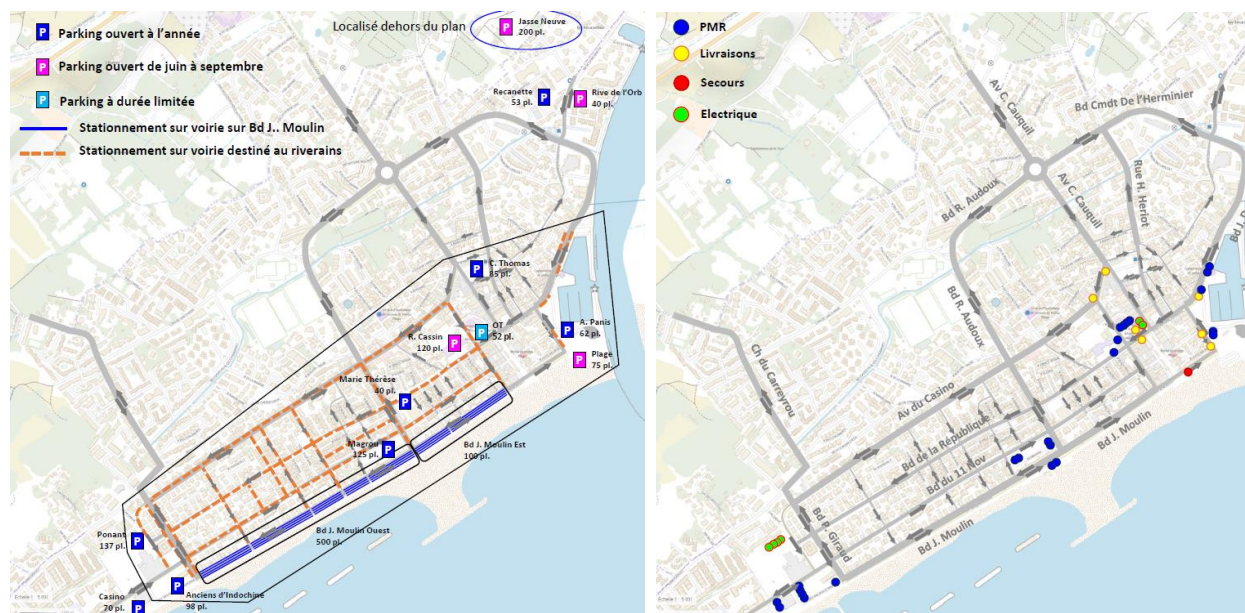 Localisé dehors du plan
P Jasse Neuve
200 pl.
P Parking ouvert à l'année
P Parking ouvert de juin à septembre
P Parking à durée limitée
Stationnement sur voirie sur Bd J.. Moulin
Stationnement sur voirie destiné au riverains
Recanette
53 pl.
P
P
Rive de l'Orb
40 pl.
P
C. Thomas
85 pl.
OT
52 pl.
P
R. Cassin
120 pl.
P
P
A. Panis
62 pl.
P
Plage
75 pl.
Marie Thérèse
40 pl.
P
Magrou
125 pl.
P
Bd J. Moulin Est
100 pl.
Bd J. Moulin Ouest
500 pl.
Ponant
137 pl.
P
P
Anciens d'Indochine
98 pl.
Casino
70 pl.
P
PMR
Livraisons
Secours
Electrique
Av C. Cauquil
Bd Cmdt De l'Herminier
Rue H. Heriot
Av C. Cauquil
Bd R. Audoux
Bd J. D
Bd R. Audoux
Ch du Carreyrou
Av du Casino
Bd de la République
Bd du 11 Nov
Bd J. Moulin
Bd P. Giraud
Bd J. Moulin